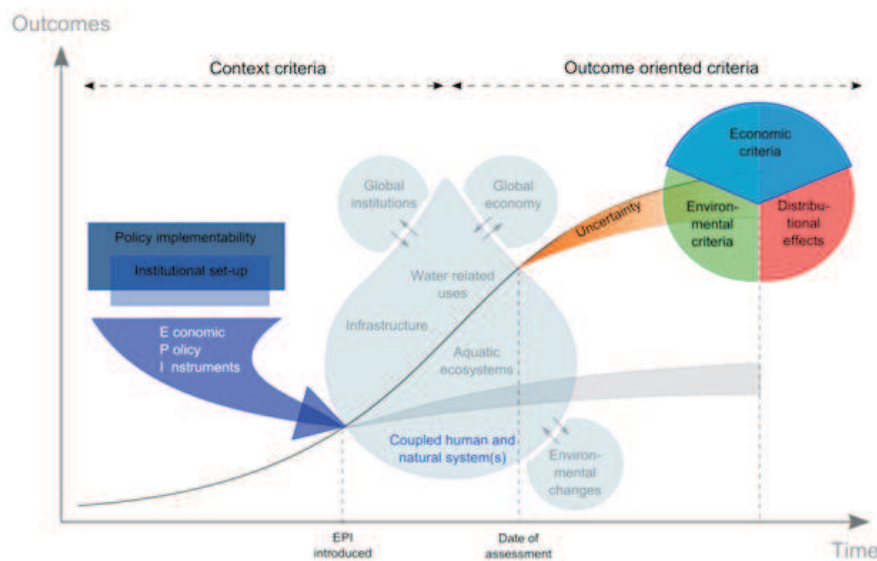 Outcomes
Context criteria
Outcome oriented criteria
Economic
criteria
Global
institutions
Global
economy
Uncertainty
Environ-
mental
criteria
Distribu-
tional
effects
Policy implementability
Institutional set-up
Water related
uses
Infrastructure
E conomic
P olicy
I nstruments
Aquatic
ecosystems
Coupled human and
natural system(s)
Environ-
mental
changes
EPI
introduced
Date of
assessment
Time